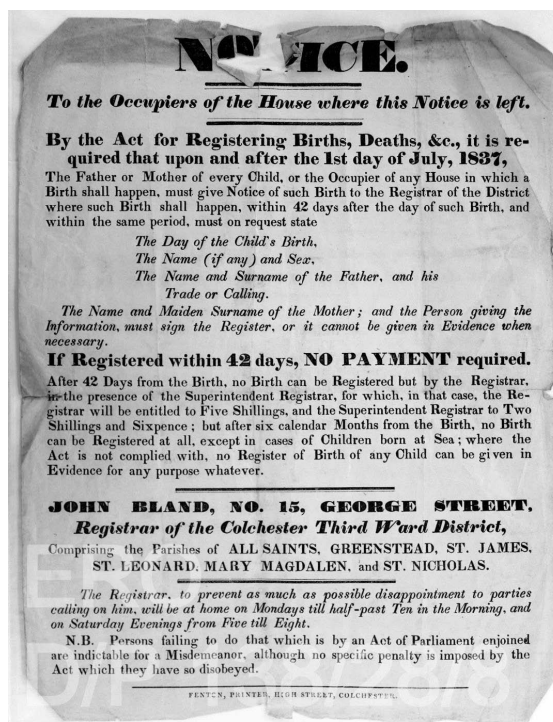 NOTICE.
To the Occupiers of the House where this Notice is left.
By the Act for Registering Births, Deaths, &c., it is re-
quired that upon and after the 1st day of July, 1837,
The Father or Mother of every Child, or the Occupier of any House in which a
Birth shall happen, must give Notice of such Birth to the Registrar of the District
where such Birth shall happen, within 42 days after the day of such Birth, and
within the same period, must on request state
The Day of the Child's Birth,
The Name (if any) and Sex,
The Name and Surname of the Father, and his
Trade or Calling.
The Name and Maiden Surname of the Mother; and the Person giving the
Information, must sign the Register, or it cannot be given in Evidence when
necessary.
If Registered within 42 days, NO PAYMENT required.
After 42 Days from the Birth, no Birth can be Registered but by the Registrar,
in the presence of the Superintendent Registrar, for which, in that case, the Re-
gistrar will be entitled to Five Shillings, and the Superintendent Registrar to Two
Shillings and Sixpence; but after six calendar Months from the Birth, no Birth
can be Registered at all, except in cases of Children born at Sea; where the
Act is not complied with, no Register of Birth of any Child can be given in
Evidence for any purpose whatever.
JOHN BLAND, NO. 15, GEORGE STREET,
Registrar of the Colchester Third Ward District,
Comprising the Parishes of ALL SAINTS, GREENSTEAD, ST. JAMES,
ST. LEONARD, MARY MAGDALEN, and ST. NICHOLAS.
The Registrar, to prevent as much as possible disappointment to parties
calling on him, will be at home on Mondays till half-past Ten in the Morning, and
on Saturday Evenings from Five till Eight.
N.B. Persons failing to do that which is by an Act of Parliament enjoined
are indictable for a Misdemeanor, although no specific penalty is imposed by the
Act which they have so disobeyed.
FENTON, PRINTER, HIGH STREET, COLCHESTER.
ERO